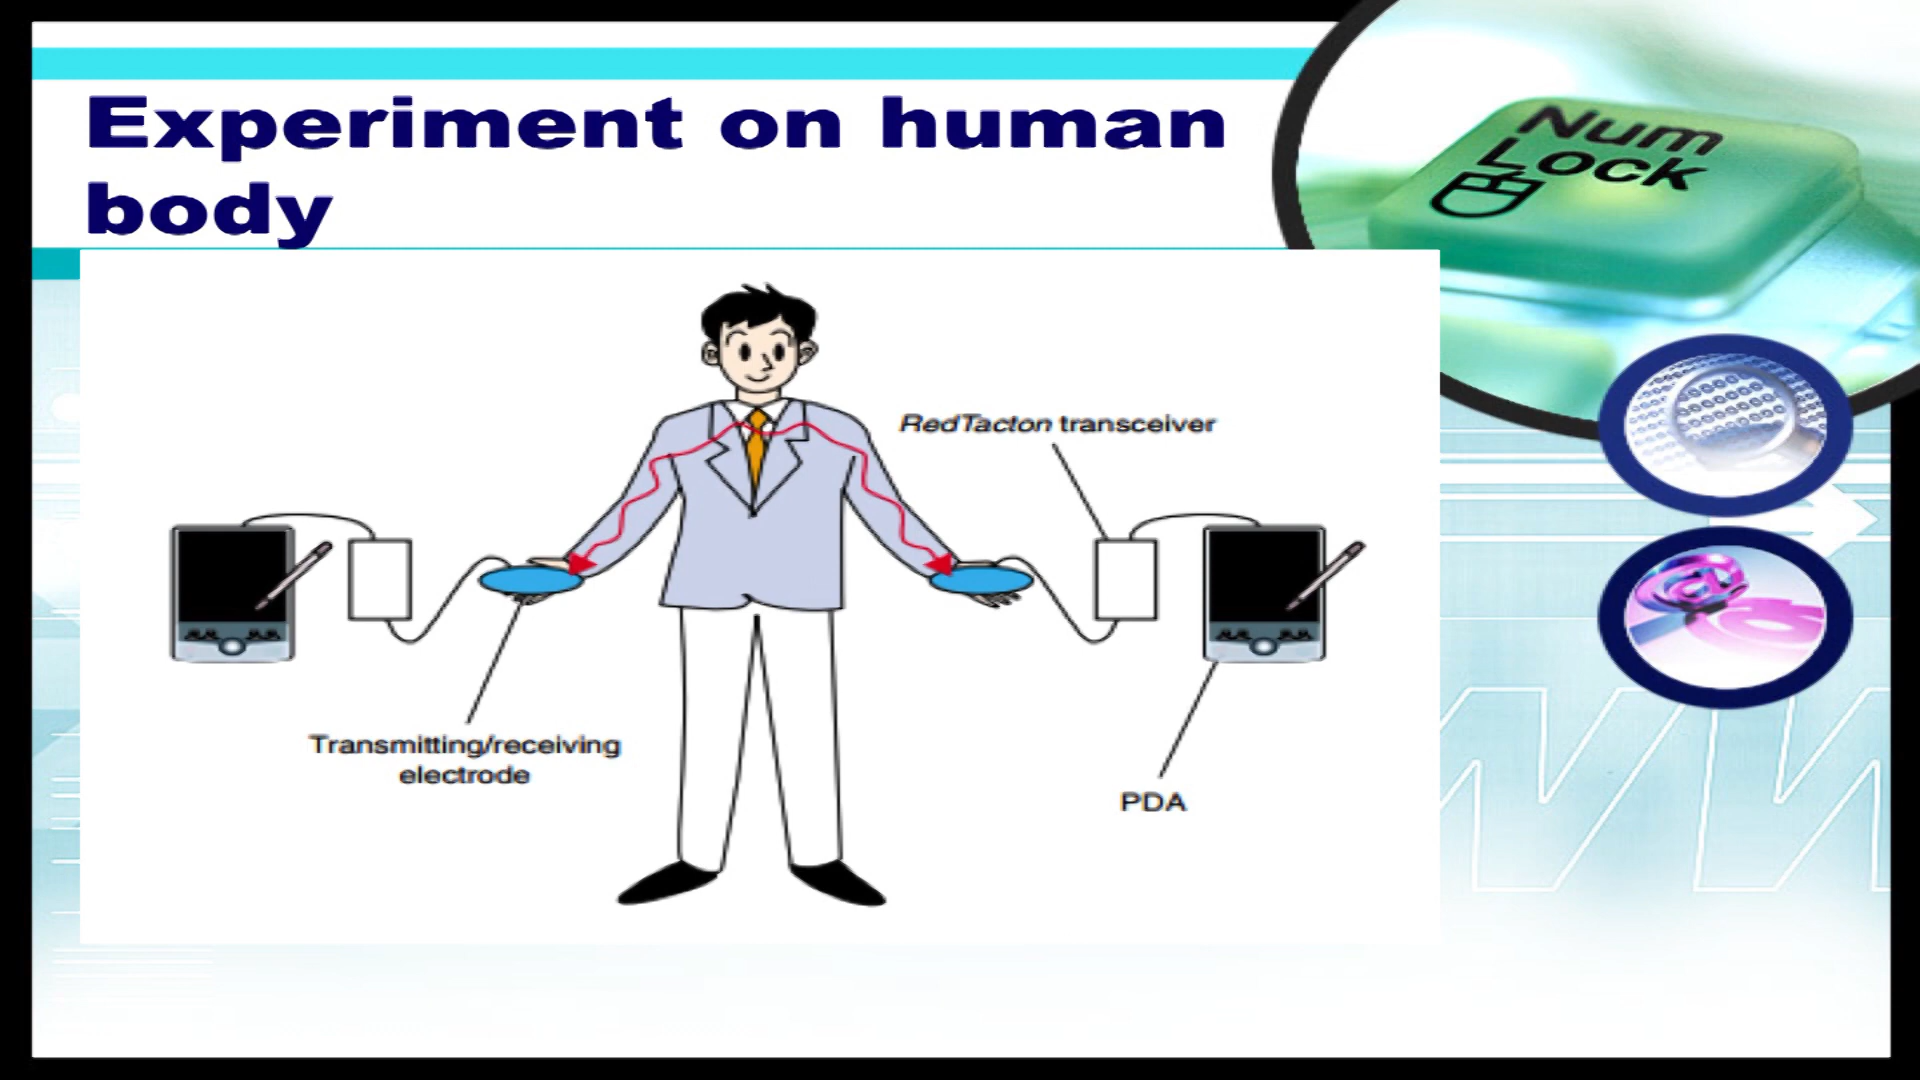 Experiment on human
body
Num
Lock
RedTacton transceiver
Transmitting/receiving
electrode
PDA